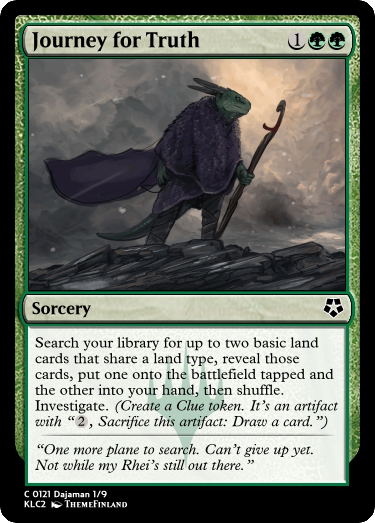 Journey for Truth 1
Sorcery
Search your library for up to two basic land
cards that share a land type, reveal those
cards, put one onto the battlefield tapped and
the other into your hand, then shuffle.
Investigate. (Create a Clue token. It's an artifact
with “2, Sacrifice this artifact: Draw a card.”)
“One more plane to search. Can't give up yet.
Not while my Rhei's still out there.”
C 0121 Dajaman 1/9
KLC2 ThemeFinland